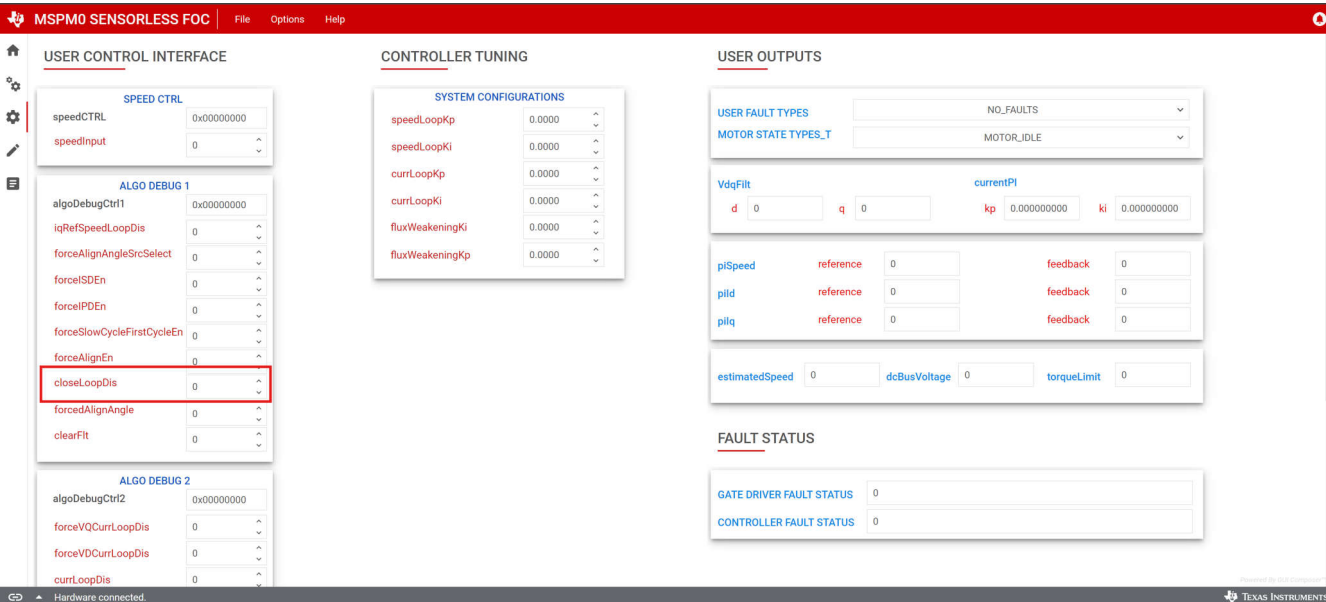 MSPM0 SENSORLESS FOC File Options Help
USER CONTROL INTERFACE
SPEED CTRL
speedCTRL 0x00000000
speedInput 0
ALGO DEBUG 1
algoDebugCtrl1 0x00000000
iqRefSpeedLoopDis 0
forceAlignAngleSrcSelect 0
forceISDEn 0
forceIPDEn 0
forceSlowCycleFirstCycleEn 0
forceAlignEn 0
closeLoopDis 0
forcedAlignAngle 0
clearFlt 0
ALGO DEBUG 2
algoDebugCtrl2 0x00000000
forceVQCurrLoopDis 0
forceVDCurrLoopDis 0
currLoopDis 0
CONTROLLER TUNING
SYSTEM CONFIGURATIONS
speedLoopKp 0.0000
speedLoopKi 0.0000
currLoopKp 0.0000
currLoopKi 0.0000
fluxWeakeningKi 0.0000
fluxWeakeningKp 0.0000
USER OUTPUTS
USER FAULT TYPES NO_FAULTS
MOTOR STATE TYPES_T MOTOR_IDLE
VdqFilt currentPI
d 0 q 0 kp 0.000000000 ki 0.000000000
piSpeed reference 0 feedback 0
piId reference 0 feedback 0
piIq reference 0 feedback 0
estimatedSpeed 0 dcBusVoltage 0 torqueLimit 0
FAULT STATUS
GATE DRIVER FAULT STATUS 0
CONTROLLER FAULT STATUS 0
Powered By GUI Composer™
Hardware connected. TEXAS INSTRUMENTS